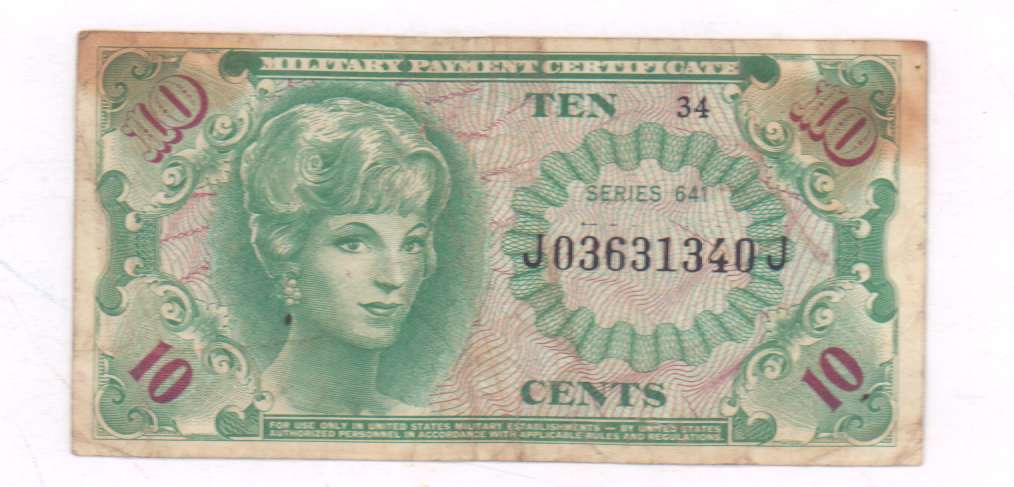 MILITARY PAYMENT CERTIFICATE
10
TEN 34
10
SERIES 641
J03631340J
10
CENTS
10
FOR USE ONLY IN UNITED STATES MILITARY ESTABLISHMENTS — BY UNITED STATES
AUTHORIZED PERSONNEL IN ACCORDANCE WITH APPLICABLE RULES AND REGULATIONS.